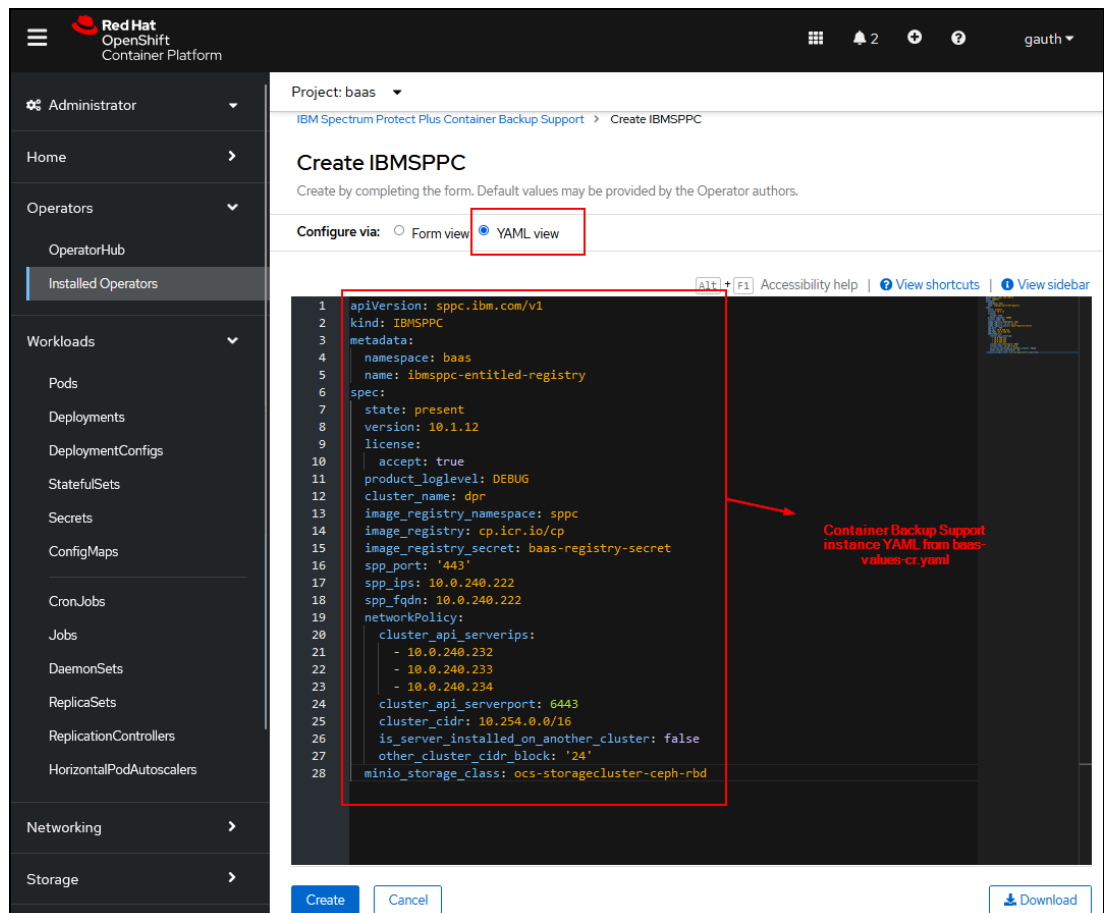 Red Hat
OpenShift
Container Platform
2
gauth
Administrator
Home
Operators
OperatorHub
Installed Operators
Workloads
Pods
Deployments
DeploymentConfigs
StatefulSets
Secrets
ConfigMaps
CronJobs
Jobs
DaemonSets
ReplicaSets
ReplicationControllers
HorizontalPodAutoscalers
Networking
Storage
Project: baas
IBM Spectrum Protect Plus Container Backup Support > Create IBMSPPC
Create IBMSPPC
Create by completing the form. Default values may be provided by the Operator authors.
Configure via: Form view YAML view
Alt + F1 Accessibility help | View shortcuts | View sidebar
1 apiVersion: sppc.ibm.com/v1
2 kind: IBMSPPC
3 metadata:
4 namespace: baas
5 name: ibmsppc-entitled-registry
6 spec:
7 state: present
8 version: 10.1.12
9 license:
10 accept: true
11 product_loglevel: DEBUG
12 cluster_name: dpr
13 image_registry_namespace: sppc
14 image_registry: cp.icr.io/cp
15 image_registry_secret: baas-registry-secret
16 spp_port: '443'
17 spp_ips: 10.0.240.222
18 spp_fqdn: 10.0.240.222
19 networkPolicy:
20 cluster_api_serverips:
21 - 10.0.240.232
22 - 10.0.240.233
23 - 10.0.240.234
24 cluster_api_serverport: 6443
25 cluster_cidr: 10.254.0.0/16
26 is_server_installed_on_another_cluster: false
27 other_cluster_cidr_block: '24'
28 minio_storage_class: ocs-storagecluster-ceph-rbd
Container Backup Support
instance YAML from baas-
values-cr.yaml
Create
Cancel
Download